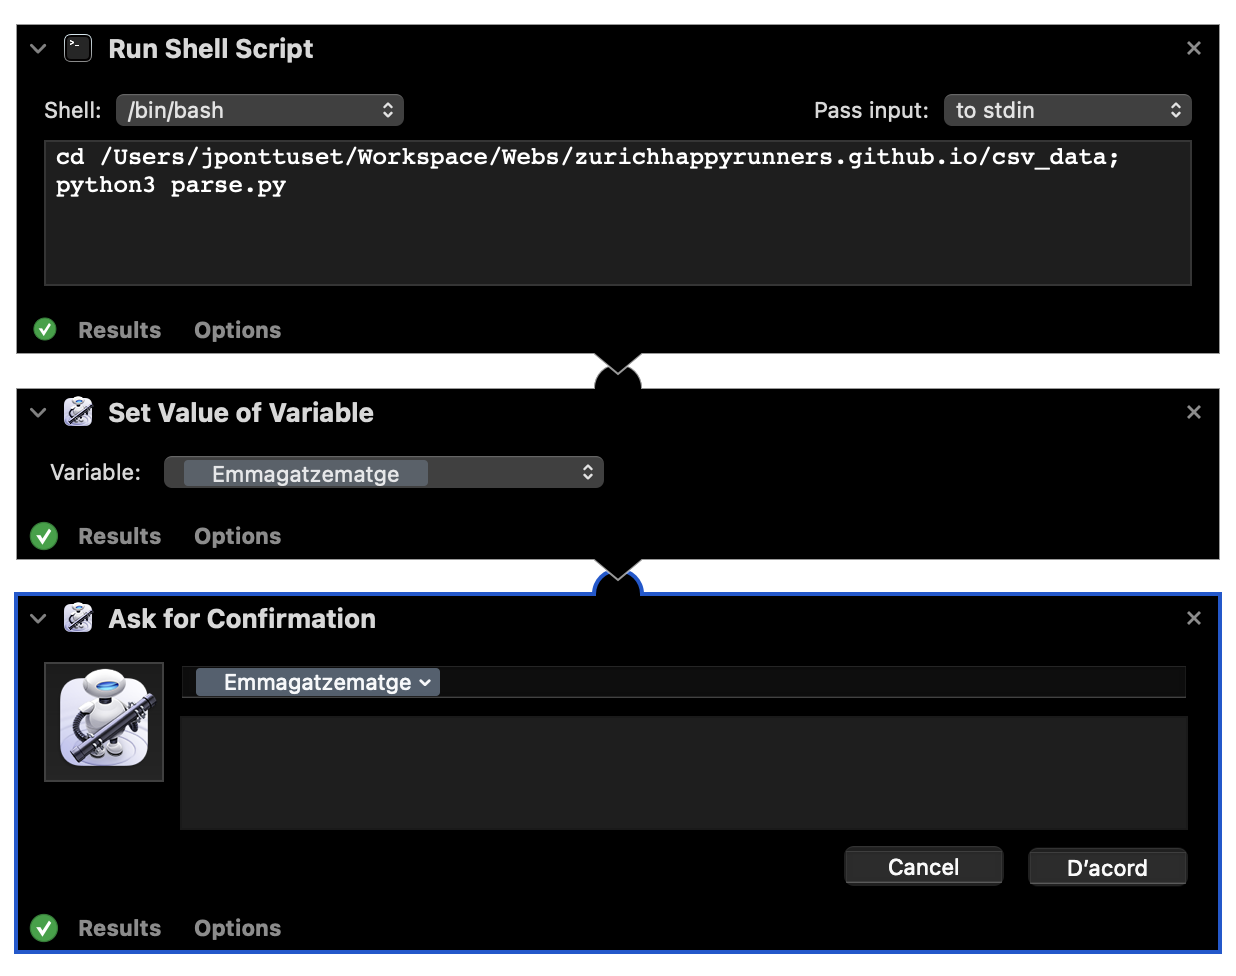 Run Shell Script
Shell: /bin/bash Pass input: to stdin
cd /Users/jponttuset/Workspace/Webs/zurichhappyrunners.github.io/csv_data;
python3 parse.py
Results Options
Set Value of Variable
Variable: Emmagatzematge
Results Options
Ask for Confirmation
Emmagatzematge
Cancel D’acord
Results Options